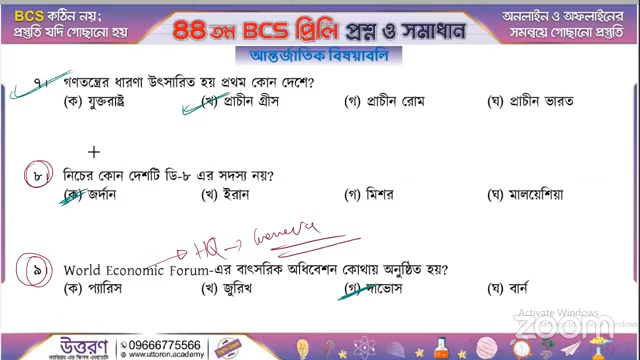 BCS কঠিন নয়;
প্রস্তুতি যদি গোছানো হয়
88 তম BCS প্রিলি প্রশ্ন ও সমাধান
অনলাইন ও অফলাইনের
সমন্বয়ে গোছানো প্রস্তুতি
আন্তর্জাতিক বিষয়াবলি
৭। গণতন্ত্রের ধারণা উৎসারিত হয় প্রথম কোন দেশে?
(ক) যুক্তরাষ্ট্র (খ) প্রাচীন গ্রীস (গ) প্রাচীন রোম (ঘ) প্রাচীন ভারত
৮। নিচের কোন দেশটি ডি-৮ এর সদস্য নয়?
(ক) জর্দান (খ) ইরান (গ) মিশর (ঘ) মালয়েশিয়া
HQ → Geneva
৯। World Economic Forum-এর বাৎসরিক অধিবেশন কোথায় অনুষ্ঠিত হয়?
(ক) প্যারিস (খ) জুরিখ (গ) দাভোস (ঘ) বার্ন
Activate Windows
zoom
উত্তরণ
09666775566
www.uttoron.academy